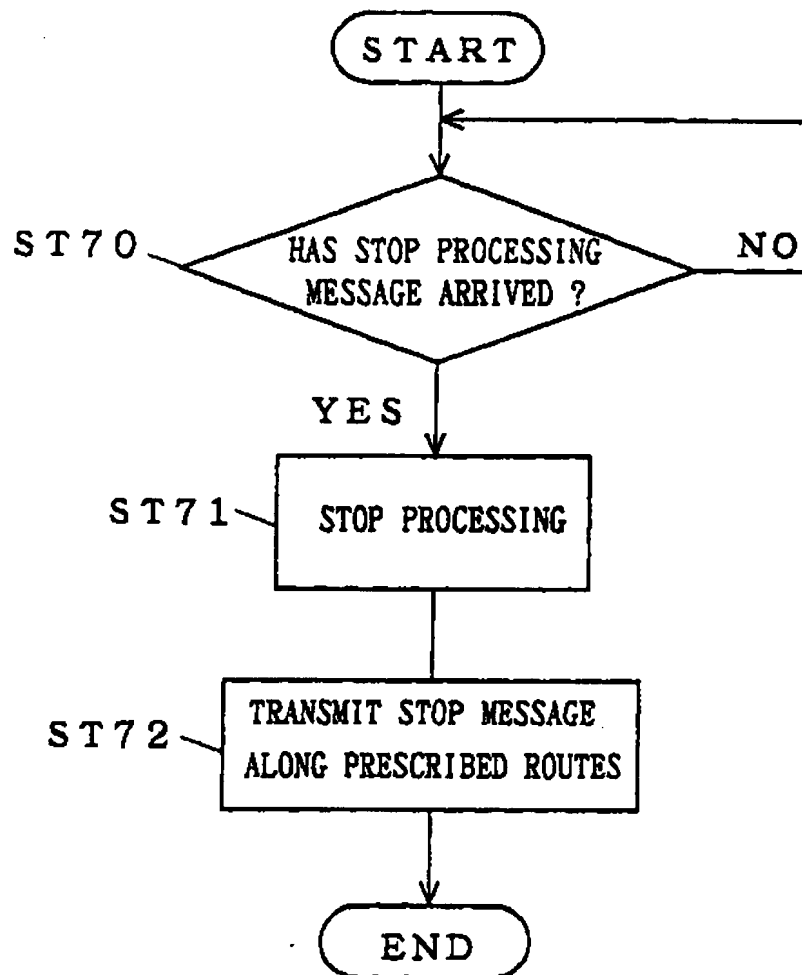 START
ST70
HAS STOP PROCESSING
MESSAGE ARRIVED ?
NO
YES
ST71
STOP PROCESSING
ST72
TRANSMIT STOP MESSAGE
ALONG PRESCRIBED ROUTES
END